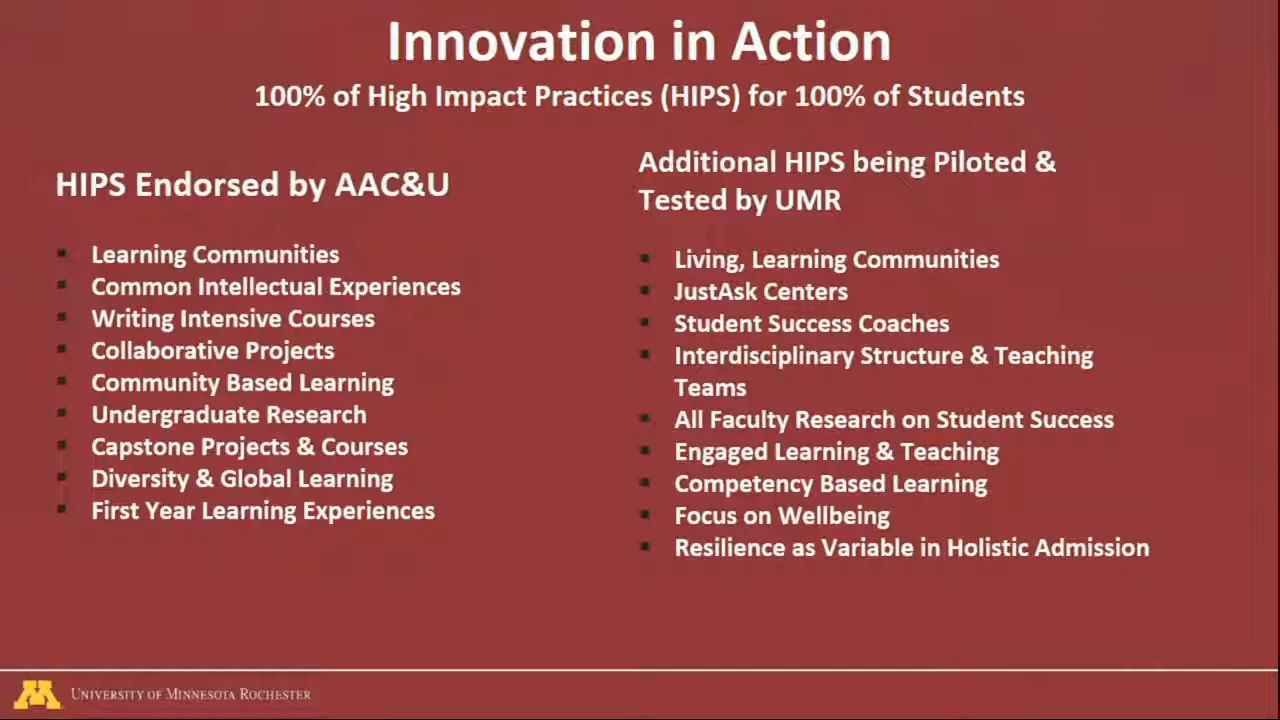 Innovation in Action
100% of High Impact Practices (HIPS) for 100% of Students
HIPS Endorsed by AAC&U
Learning Communities
Common Intellectual Experiences
Writing Intensive Courses
Collaborative Projects
Community Based Learning
Undergraduate Research
Capstone Projects & Courses
Diversity & Global Learning
First Year Learning Experiences
Additional HIPS being Piloted &
Tested by UMR
Living, Learning Communities
JustAsk Centers
Student Success Coaches
Interdisciplinary Structure & Teaching
Teams
All Faculty Research on Student Success
Engaged Learning & Teaching
Competency Based Learning
Focus on Wellbeing
Resilience as Variable in Holistic Admission
M
UNIVERSITY OF MINNESOTA ROCHESTER